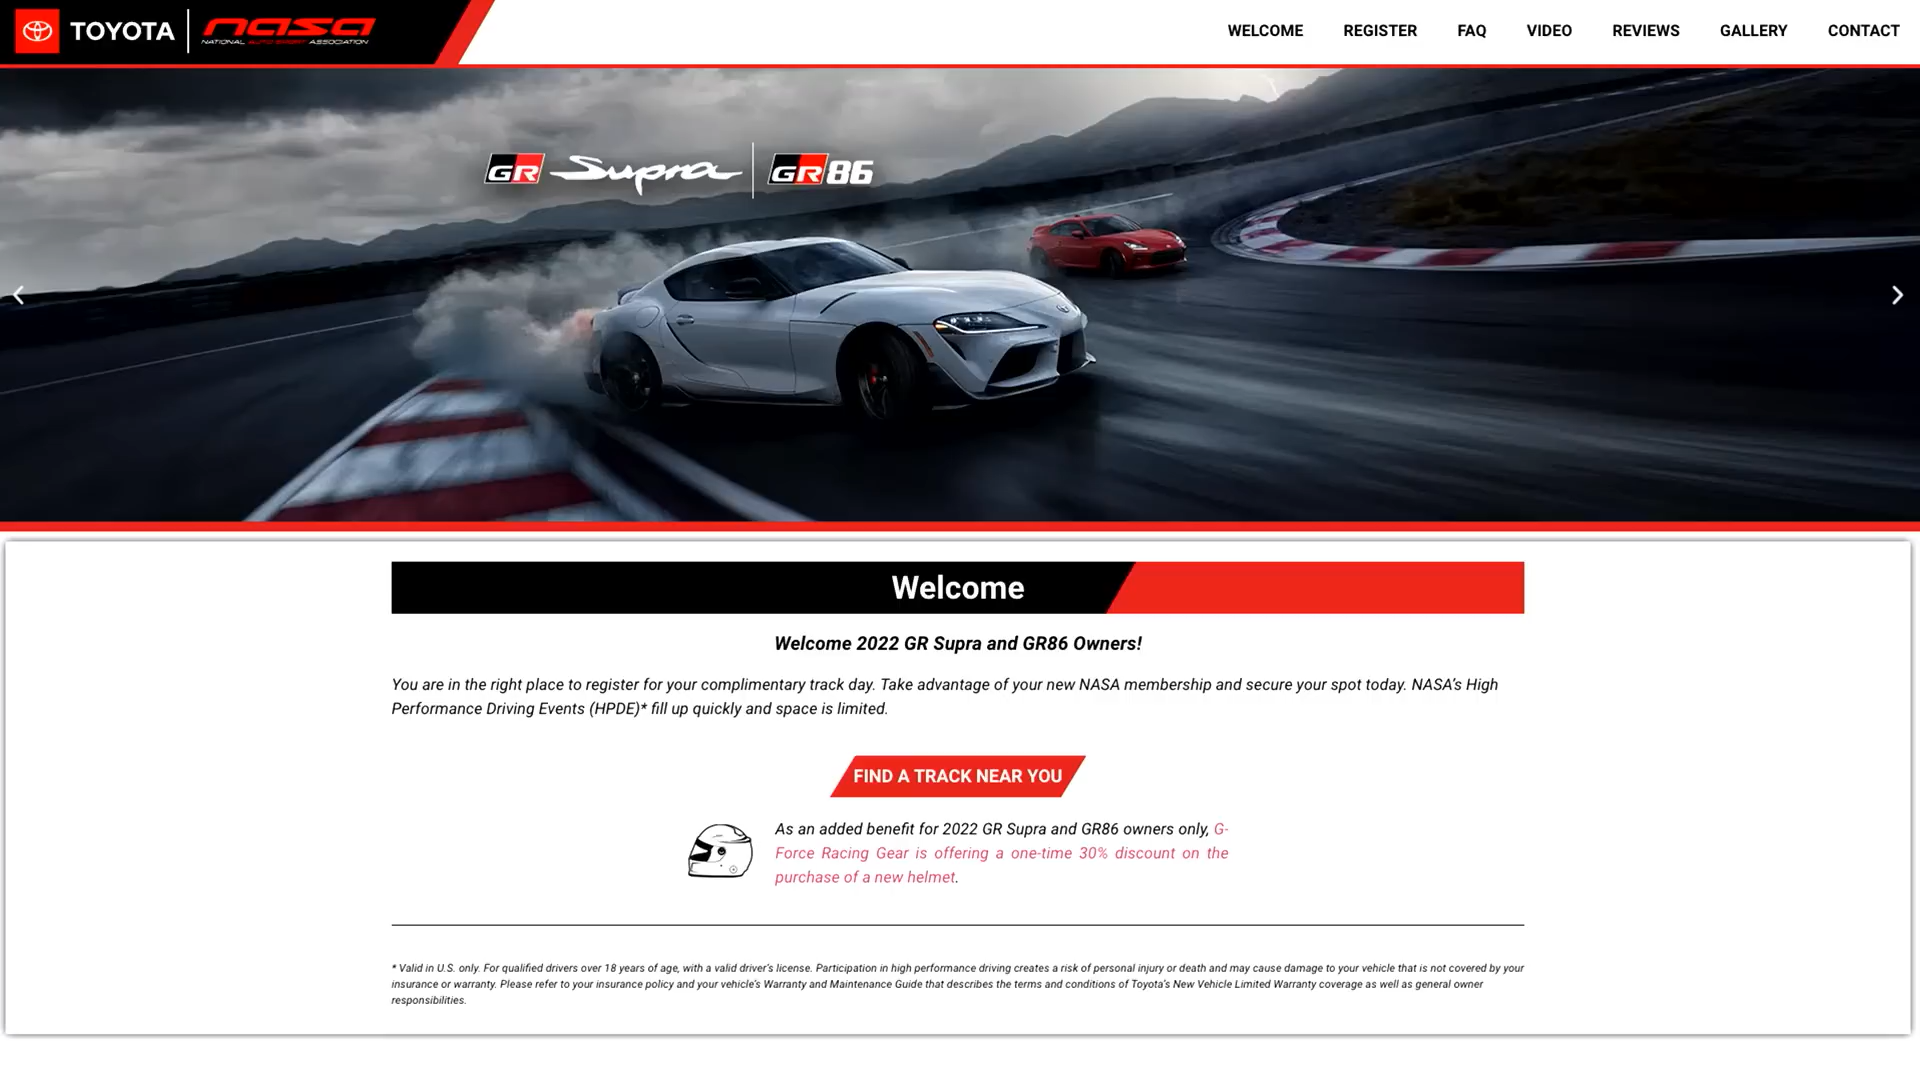 TOYOTA nasa
NATIONAL AUTO SPORT ASSOCIATION
WELCOME REGISTER FAQ VIDEO REVIEWS GALLERY CONTACT
GR Supra GR86
Welcome
Welcome 2022 GR Supra and GR86 Owners!
You are in the right place to register for your complimentary track day. Take advantage of your new NASA membership and secure your spot today. NASA’s High
Performance Driving Events (HPDE)* fill up quickly and space is limited.
FIND A TRACK NEAR YOU
As an added benefit for 2022 GR Supra and GR86 owners only, G-
Force Racing Gear is offering a one-time 30% discount on the
purchase of a new helmet.
* Valid in U.S. only. For qualified drivers over 18 years of age, with a valid driver’s license. Participation in high performance driving creates a risk of personal injury or death and may cause damage to your vehicle that is not covered by your
insurance or warranty. Please refer to your insurance policy and your vehicle’s Warranty and Maintenance Guide that describes the terms and conditions of Toyota’s New Vehicle Limited Warranty coverage as well as general owner
responsibilities.